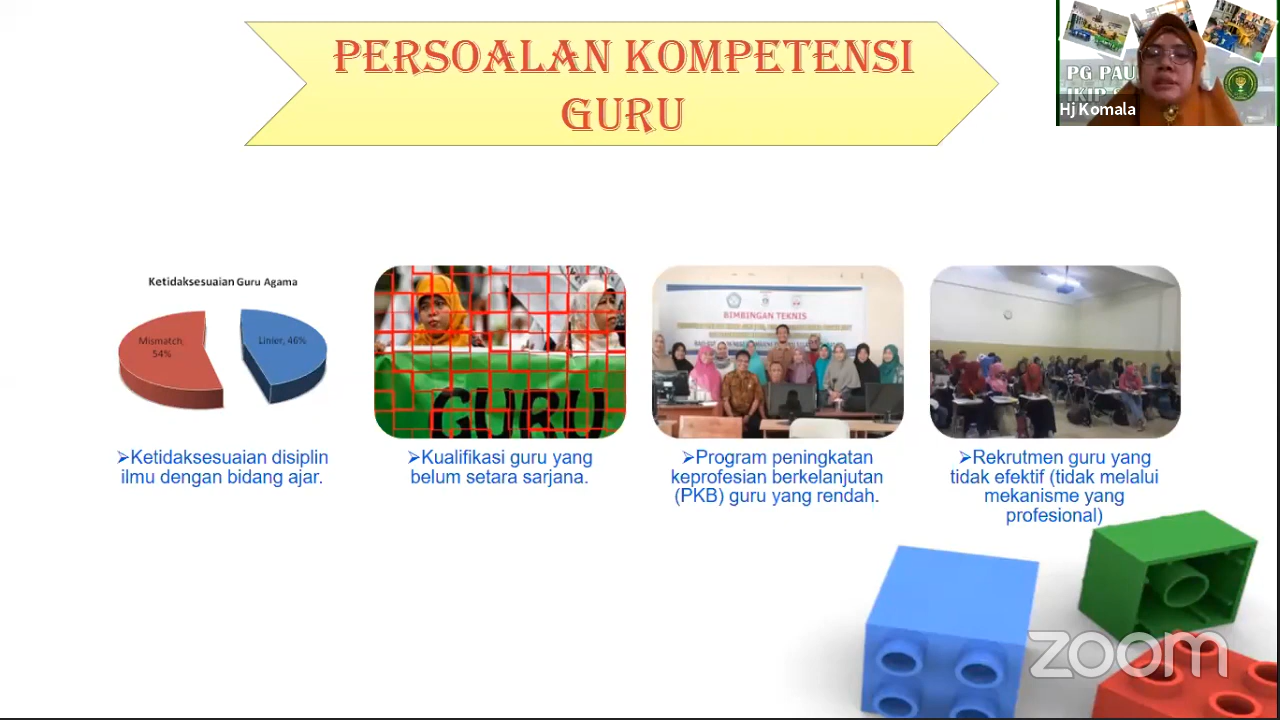 PERSOALAN KOMPETENSI
GURU
PG PAU
IKIP S
Hj Komala
Ketidaksesuaian Guru Agama
Mismatch,
54%
Linier, 46%
GURU
BIMBINGAN TEKNIS
➢Ketidaksesuaian disiplin
ilmu dengan bidang ajar.
➢Kualifikasi guru yang
belum setara sarjana.
➢Program peningkatan
keprofesian berkelanjutan
(PKB) guru yang rendah.
➢Rekrutmen guru yang
tidak efektif (tidak melalui
mekanisme yang
profesional)
zoom